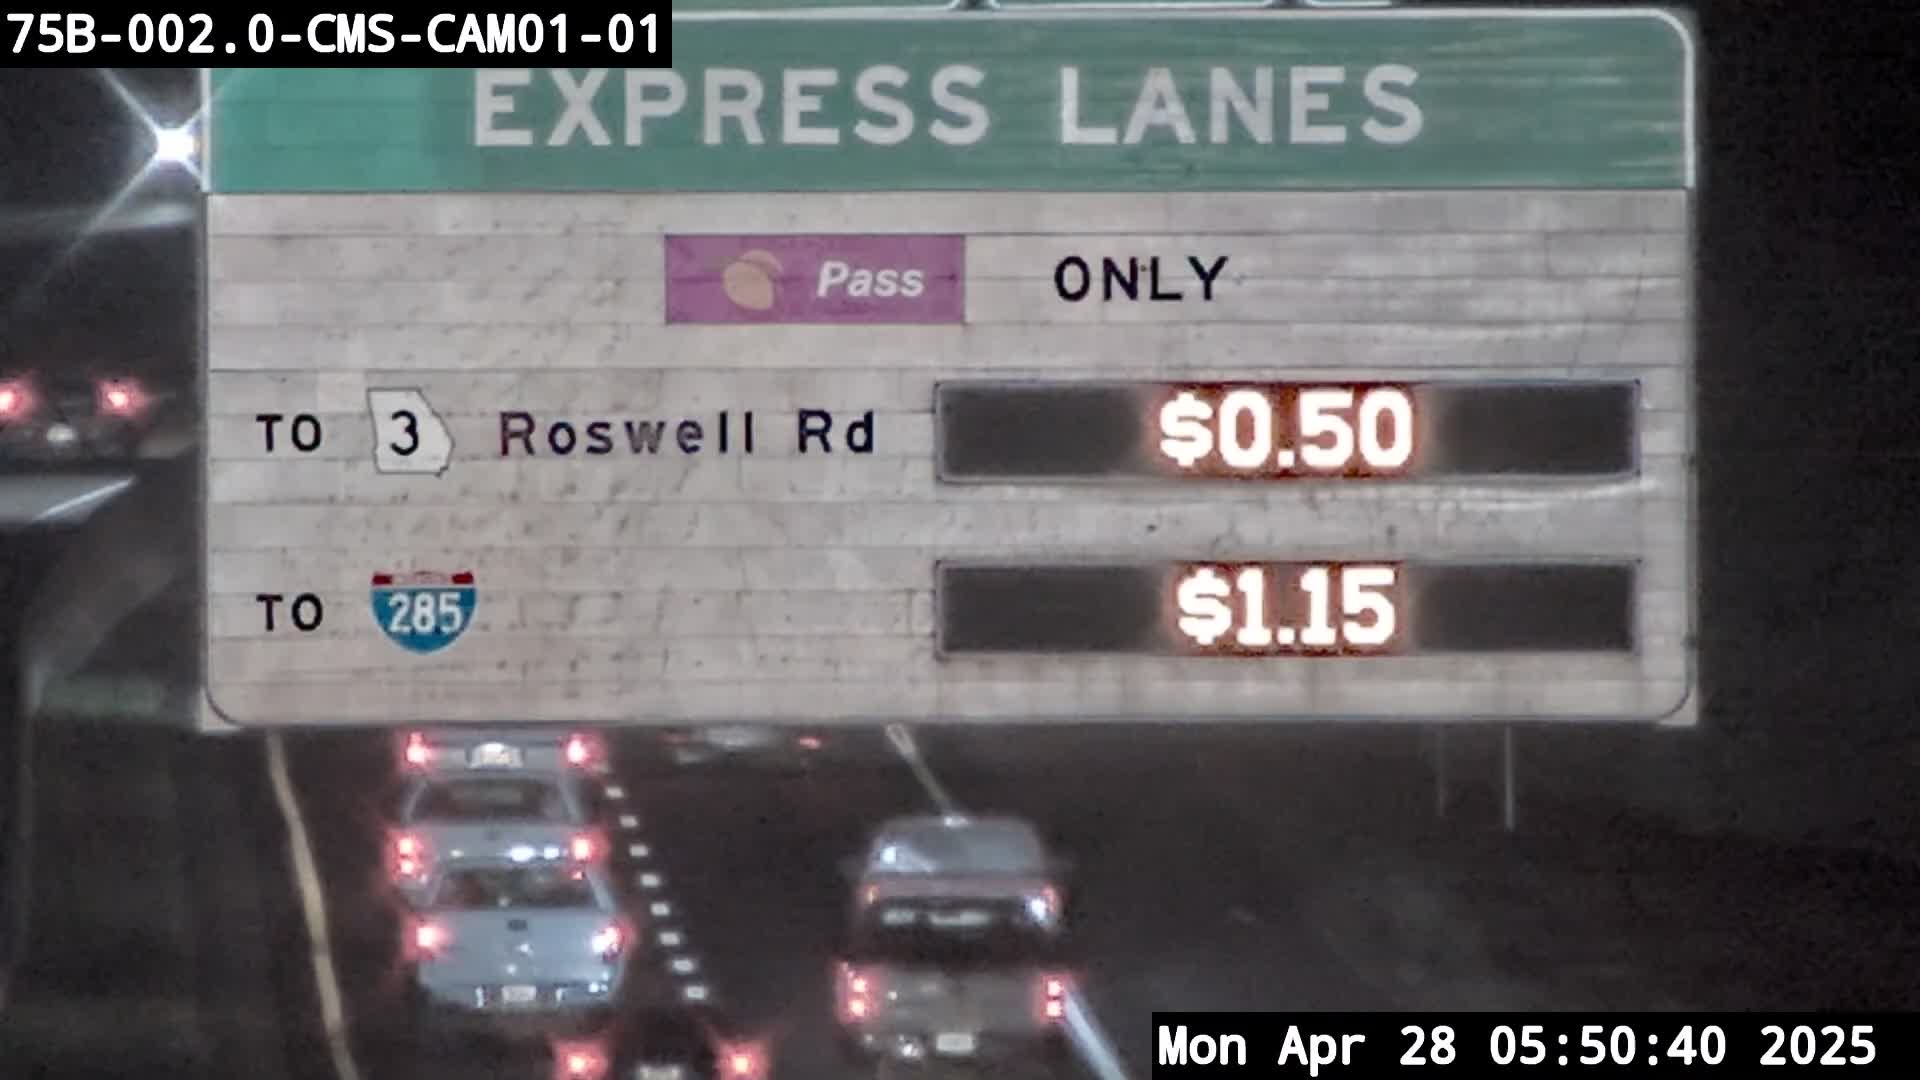 75B-002.0-CMS-CAM01-01
EXPRESS LANES
Pass ONLY
TO 3 Roswell Rd $0.50
TO 285 $1.15
Mon Apr 28 05:50:40 2025